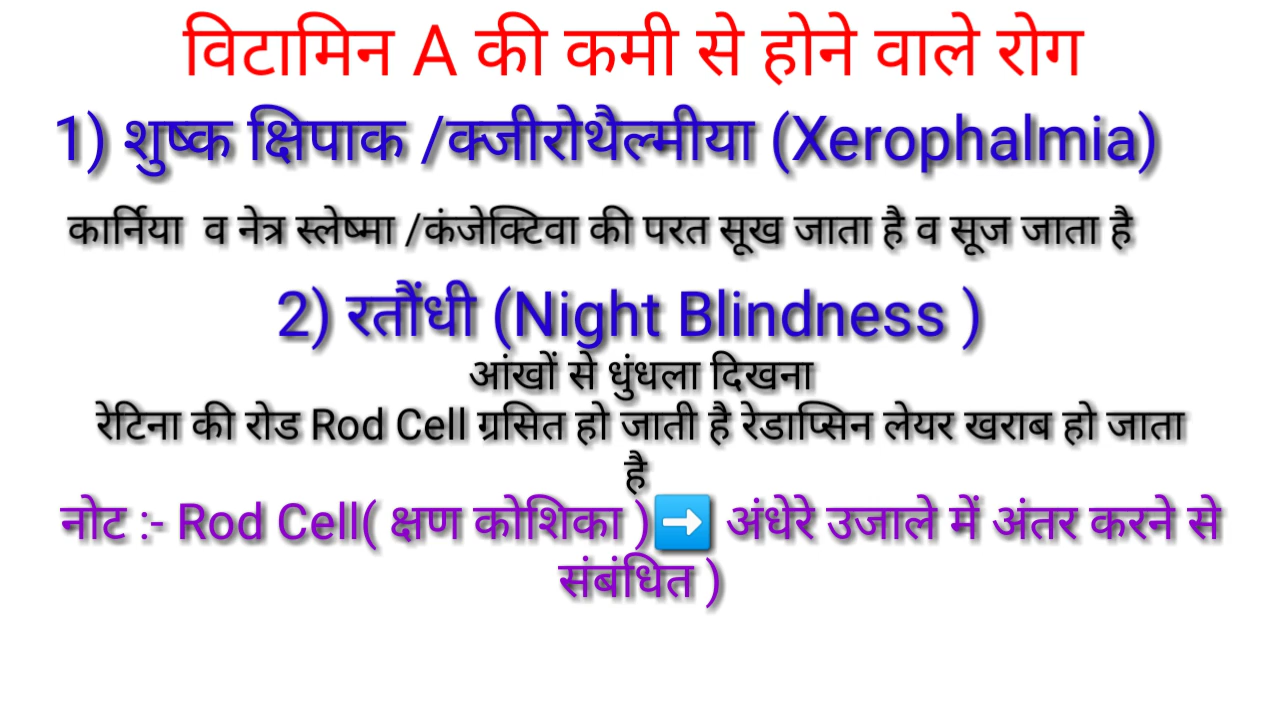 विटामिन A की कमी से होने वाले रोग
1) शुष्क क्षिपाक /क्जीरोथैल्मीया (Xerophalmia)
कार्निया व नेत्र स्लेष्मा /कंजेक्टिवा की परत सूख जाता है व सूज जाता है
2) रतौंधी (Night Blindness )
आंखों से धुंधला दिखना
रेटिना की रोड Rod Cell ग्रसित हो जाती है रेडाप्सिन लेयर खराब हो जाता
है
नोट :- Rod Cell( क्षण कोशिका )➡️ अंधेरे उजाले में अंतर करने से
संबंधित )